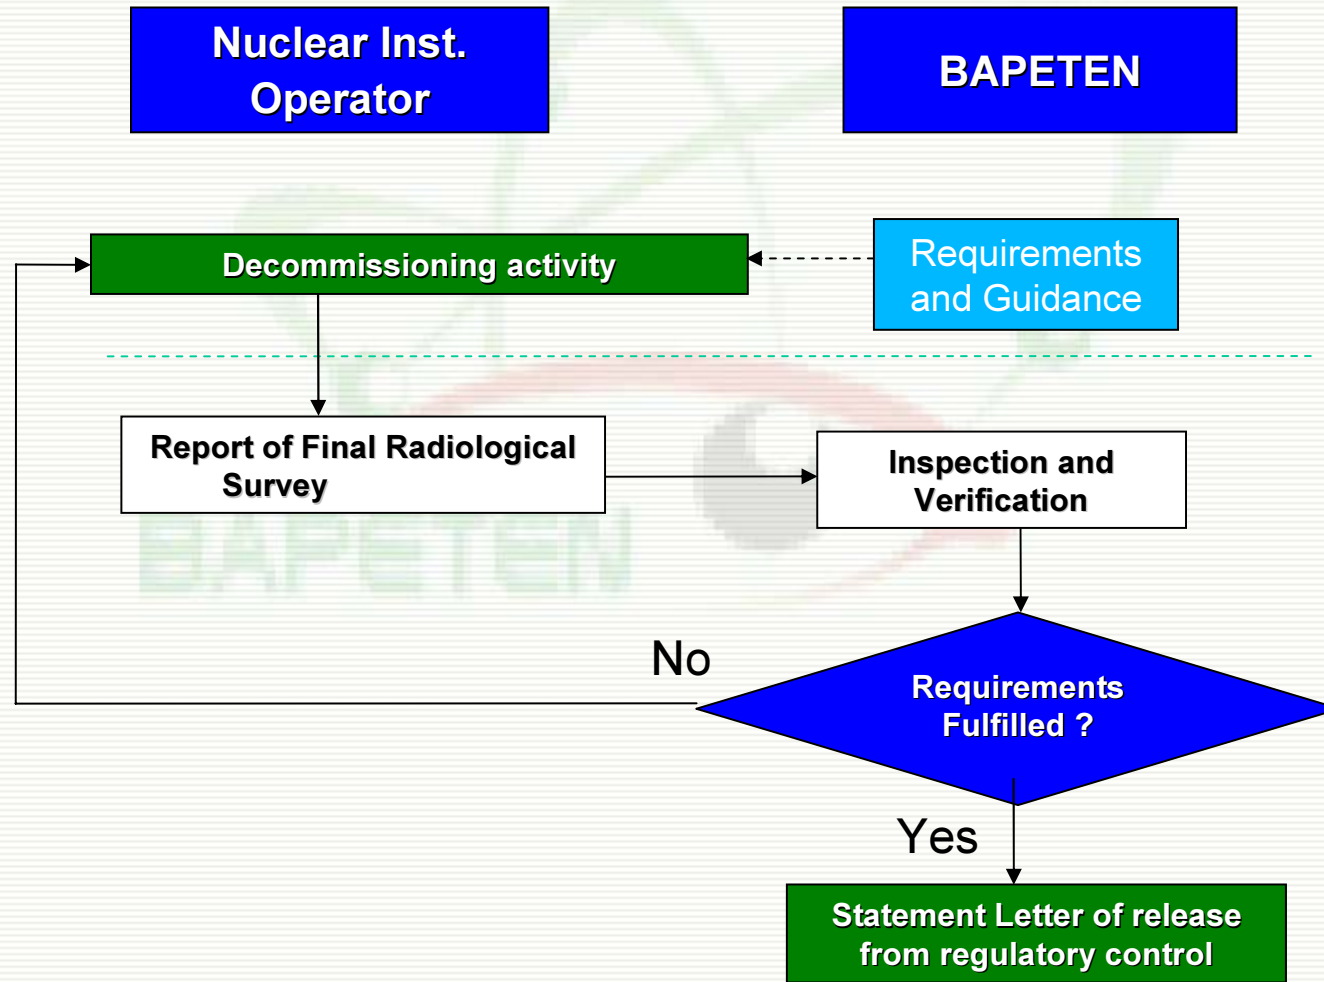 Nuclear Inst.
Operator
BAPETEN
Decommissioning activity
Requirements
and Guidance
Report of Final Radiological
Survey
Inspection and
Verification
BAPETEN
No
Requirements
Fulfilled ?
Yes
Statement Letter of release
from regulatory control